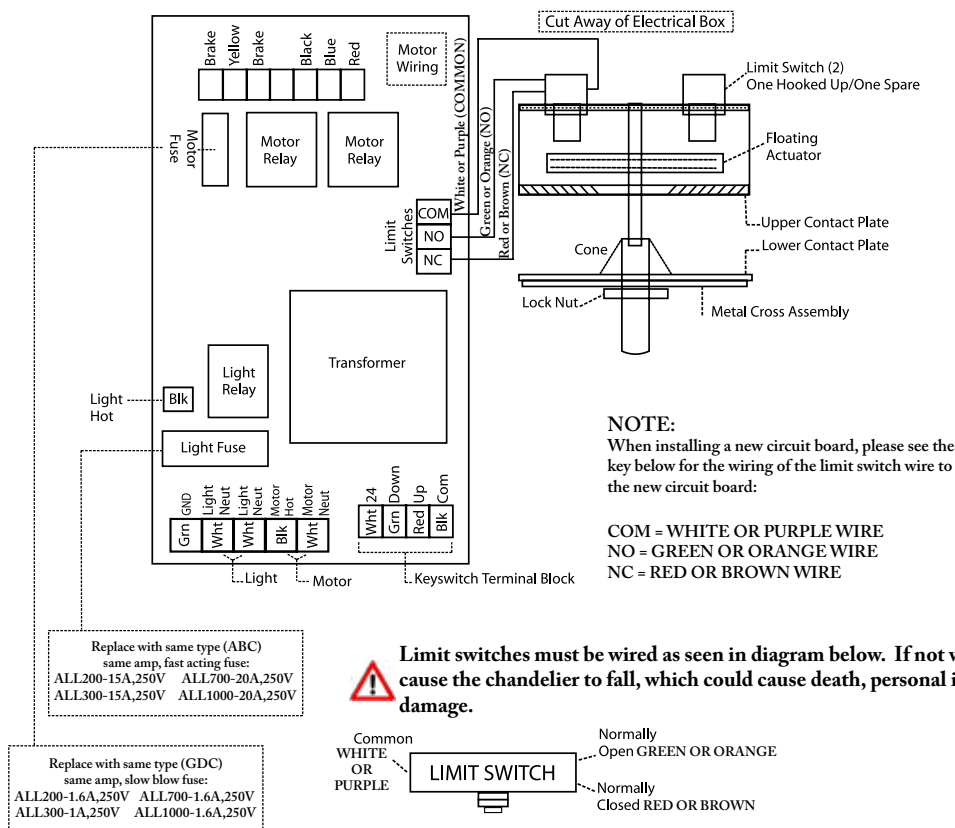 Cut Away of Electrical Box
Brake
Yellow
Brake
Black
Blue
Red
Motor
Wiring
Motor
Fuse
Motor
Relay
Motor
Relay
White or Purple (COMMON)
Green or Orange (NO)
Red or Brown (NC)
Limit
Switches
COM
NO
NC
Limit Switch (2)
One Hooked Up/One Spare
Floating
Actuator
Upper Contact Plate
Lower Contact Plate
Cone
Lock Nut
Metal Cross Assembly
Transformer
Light
Relay
Light
Hot
Blk
Light Fuse
GND
Light
Neut
Light
Neut
Motor
Hot
Motor
Neut
Grn
Wht
Wht
Blk
Wht
Light
Motor
24
Down
Up
Com
Wht
Grn
Red
Blk
Keyswitch Terminal Block
NOTE:
When installing a new circuit board, please see the
key below for the wiring of the limit switch wire to
the new circuit board:
COM = WHITE OR PURPLE WIRE
NO = GREEN OR ORANGE WIRE
NC = RED OR BROWN WIRE
Replace with same type (ABC)
same amp, fast acting fuse:
ALL200-15A,250V ALL700-20A,250V
ALL300-15A,250V ALL1000-20A,250V
Replace with same type (GDC)
same amp, slow blow fuse:
ALL200-1.6A,250V ALL700-1.6A,250V
ALL300-1A,250V ALL1000-1.6A,250V
Limit switches must be wired as seen in diagram below. If not w
cause the chandelier to fall, which could cause death, personal i
damage.
Common
WHITE
OR
PURPLE
LIMIT SWITCH
Normally
Open GREEN OR ORANGE
Normally
Closed RED OR BROWN